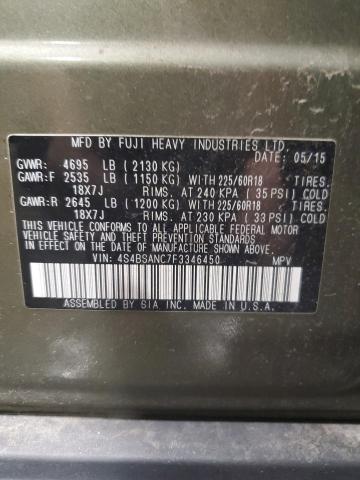 MFD BY FUJI HEAVY INDUSTRIES LTD.
GVWR: 4695 LB ( 2130 KG) DATE: 05/15
GAWR:F 2535 LB ( 1150 KG) WITH 225/60R18 TIRES.
18X7J RIMS. AT 240 KPA ( 35 PSI) COLD.
GAWR:R 2645 LB ( 1200 KG) WITH 225/60R18 TIRES.
18X7J RIMS. AT 230 KPA ( 33 PSI) COLD.
THIS VEHICLE CONFORMS TO ALL APPLICABLE FEDERAL MOTOR
VEHICLE SAFETY THEFT PREVENTION AND BUMPER STANDARDS
IN EFFECT ON THE DATE OF MANUFACTURE SHOWN ABOVE.
VIN: 4S4BSANC7F3346450 MPV
ASSEMBLED BY SIA INC. MADE IN U.S.A.